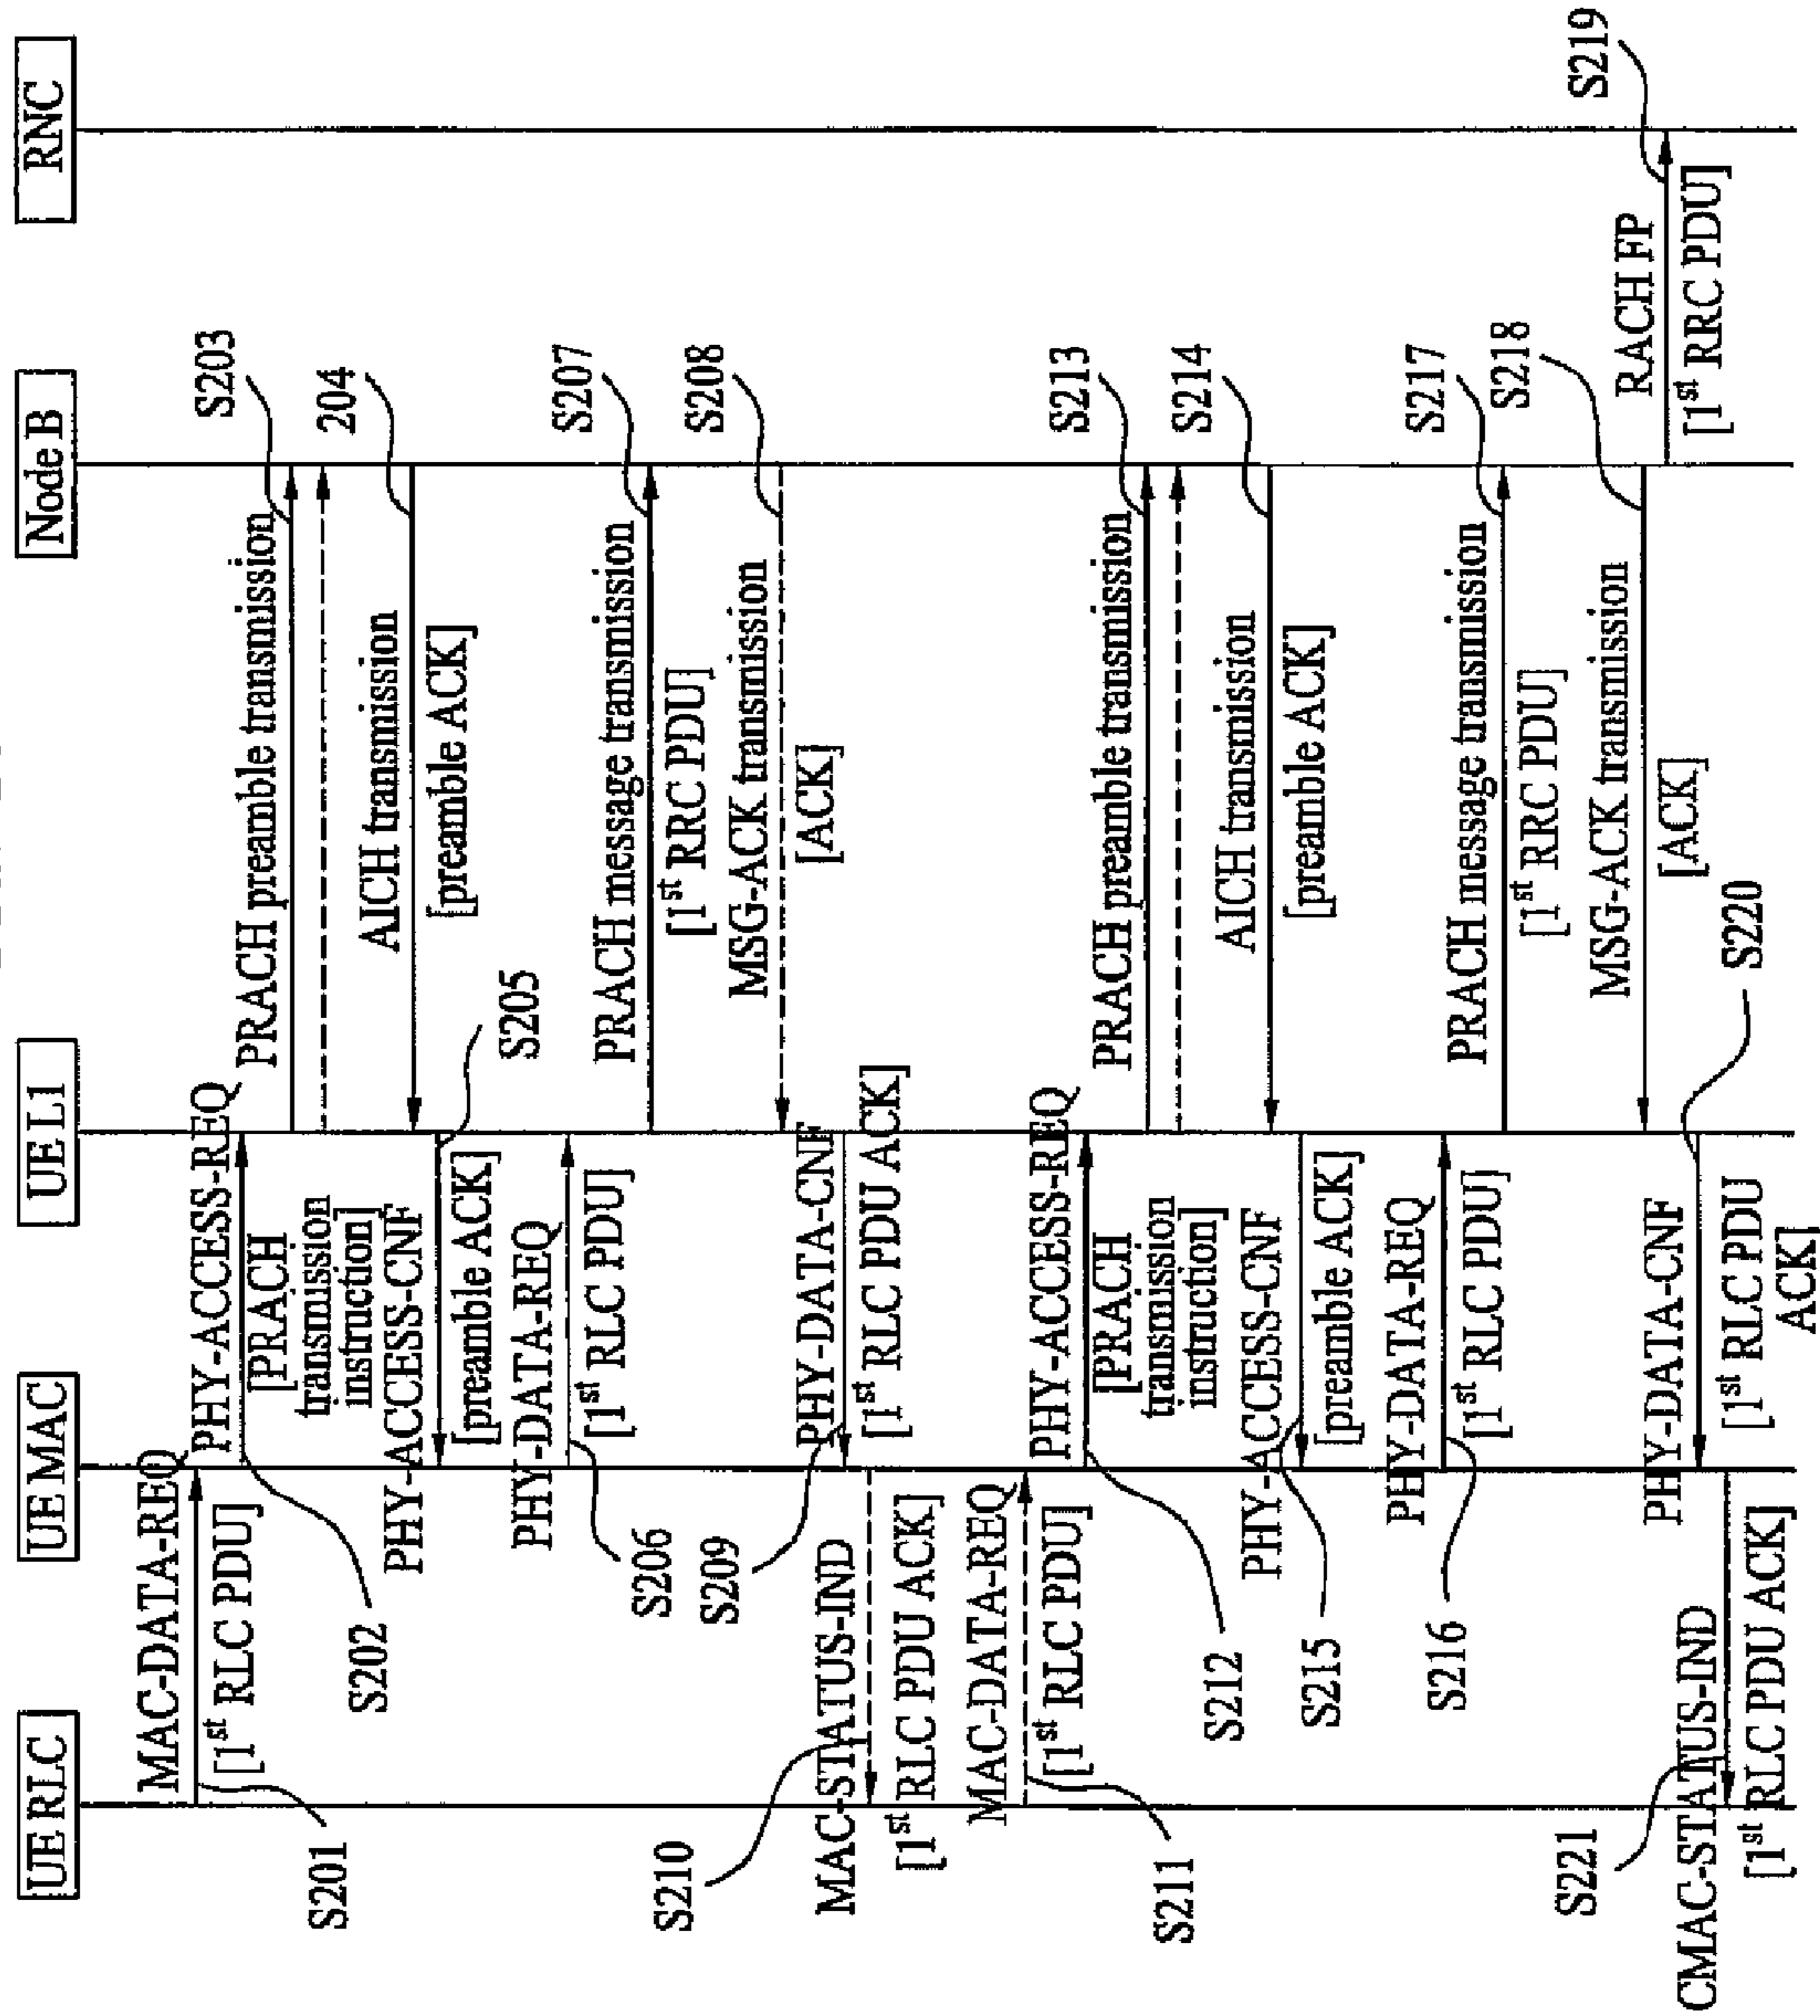 UE RLC
UE MAC
UE L1
Node B
RNC
MAC-DATA-REQ
[1st RLC PDU]
S201
PHY-ACCESS-REQ
[PRACH
transmission
instruction]
S202
PRACH preamble transmission
S203
AICH transmission
[preamble ACK]
204
PHY-ACCESS-CNF
[preamble ACK]
S205
PHY-DATA-REQ
[1st RLC PDU]
S206
PRACH message transmission
[1st RRC PDU]
S207
MSG-ACK transmission
[ACK]
S208
PHY-DATA-CNF
[1st RLC PDU ACK]
S209
MAC-STATUS-IND
[1st RLC PDU ACK]
S210
MAC-DATA-REQ
[1st RLC PDU]
S211
PHY-ACCESS-REQ
[PRACH
transmission
instruction]
S212
PRACH preamble transmission
S213
AICH transmission
[preamble ACK]
S214
PHY-ACCESS-CNF
[preamble ACK]
S215
PHY-DATA-REQ
[1st RLC PDU]
S216
PRACH message transmission
[1st RRC PDU]
S217
MSG-ACK transmission
[ACK]
S218
RACH FP
[1st RRC PDU]
S219
PHY-DATA-CNF
[1st RLC PDU
ACK]
S220
CMAC-STATUS-IND
[1st RLC PDU ACK]
S221